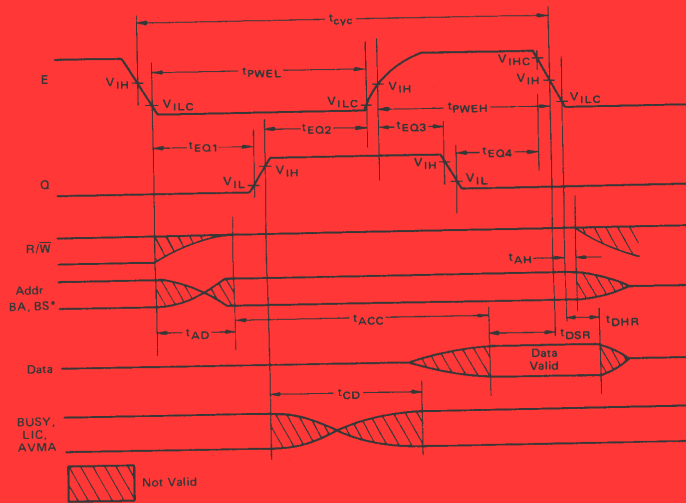 tcyc
E
VIHC
VIH
tPWEL
VIH
VIH
VILC
VILC
VILC
tPWEH
tEQ2
tEQ3
tEQ1
tEQ4
VIH
VIH
Q
VIL
VIL
R/W̅
tAH
Addr
BA, BS*
tACC
tAD
tDSR
tDHR
Data
Data
Valid
tCD
BUSY,
LIC,
AVMA
Not Valid